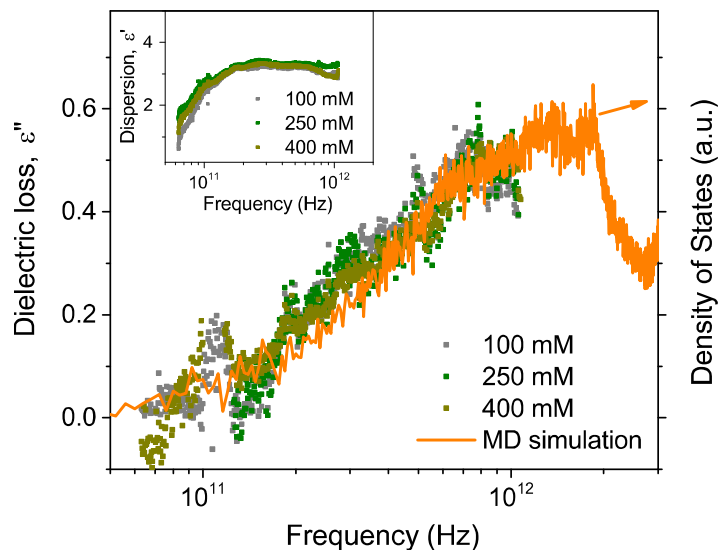 Dielectric loss, ε"
0.6
0.4
0.2
0.0
10¹¹
10¹²
Frequency (Hz)
Density of States (a.u.)
100 mM
250 mM
400 mM
MD simulation
Dispersion, ε'
4
2
10¹¹
10¹²
Frequency (Hz)
100 mM
250 mM
400 mM